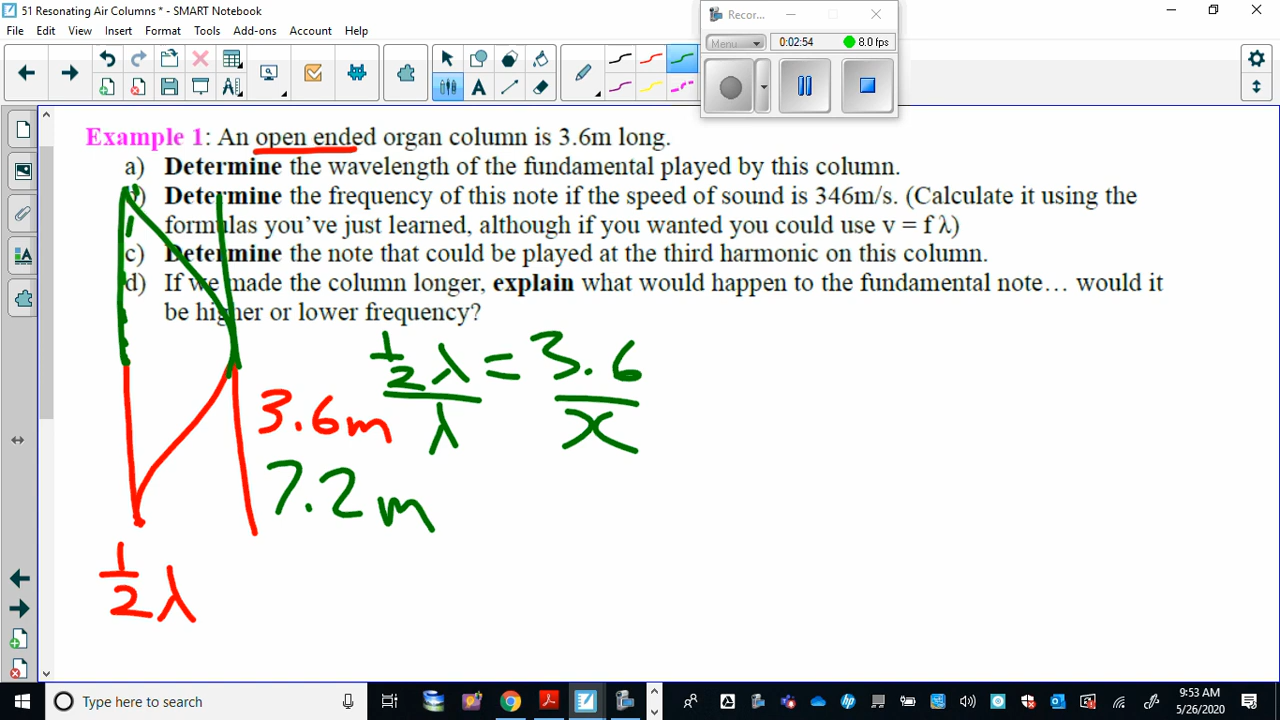 51 Resonating Air Columns * - SMART Notebook
Recor...
File Edit View Insert Format Tools Add-ons Account Help
Menu
0:02:54
8.0 fps
Example 1: An open ended organ column is 3.6m long.
a) Determine the wavelength of the fundamental played by this column.
b) Determine the frequency of this note if the speed of sound is 346m/s. (Calculate it using the
formulas you've just learned, although if you wanted you could use v = f λ)
c) Determine the note that could be played at the third harmonic on this column.
d) If we made the column longer, explain what would happen to the fundamental note… would it
be higher or lower frequency?
1/2 λ = 3.6
λ x
3.6m
7.2 m
1/2 λ
Type here to search
9:53 AM
5/26/2020